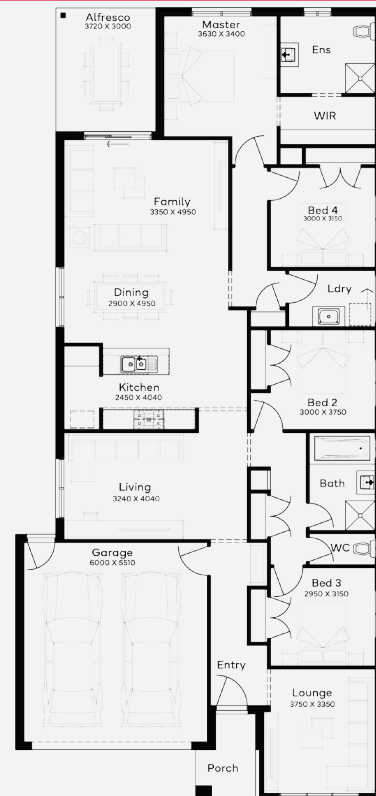 Alfresco
3720 X 3000
Master
3630 X 3400
Ens
WIR
Family
3350 X 4950
Bed 4
3000 X 3150
Dining
2900 X 4950
Ldry
Kitchen
2450 X 4040
Bed 2
3000 X 3750
Living
3240 X 4040
Bath
WC
Garage
6000 X 5510
Bed 3
2950 X 3150
Entry
Lounge
3750 X 3350
Porch